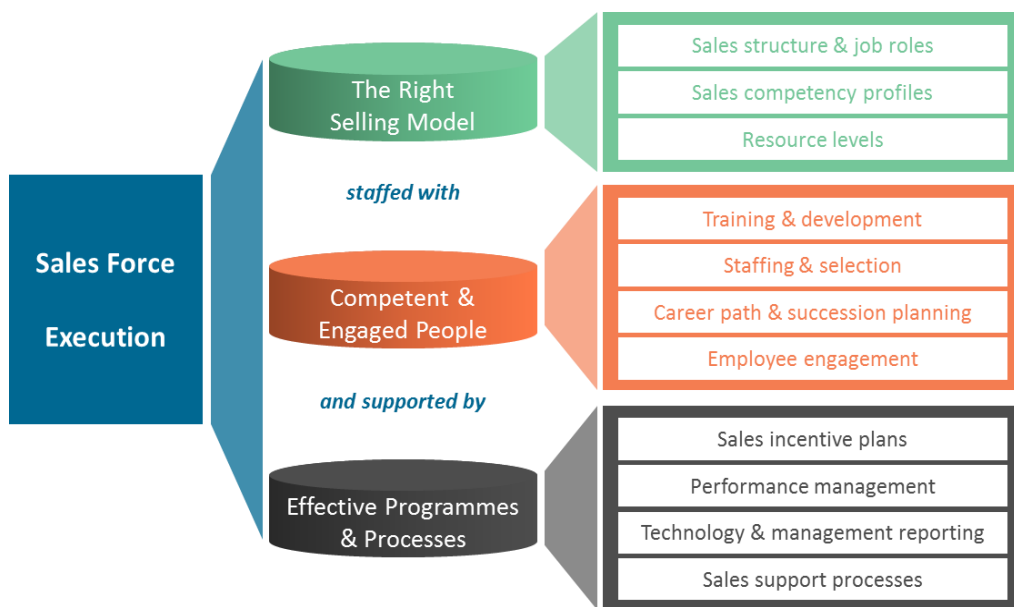 Sales Force
Execution
The Right
Selling Model
Sales structure & job roles
Sales competency profiles
Resource levels
staffed with
Competent &
Engaged People
Training & development
Staffing & selection
Career path & succession planning
Employee engagement
and supported by
Effective Programmes
& Processes
Sales incentive plans
Performance management
Technology & management reporting
Sales support processes